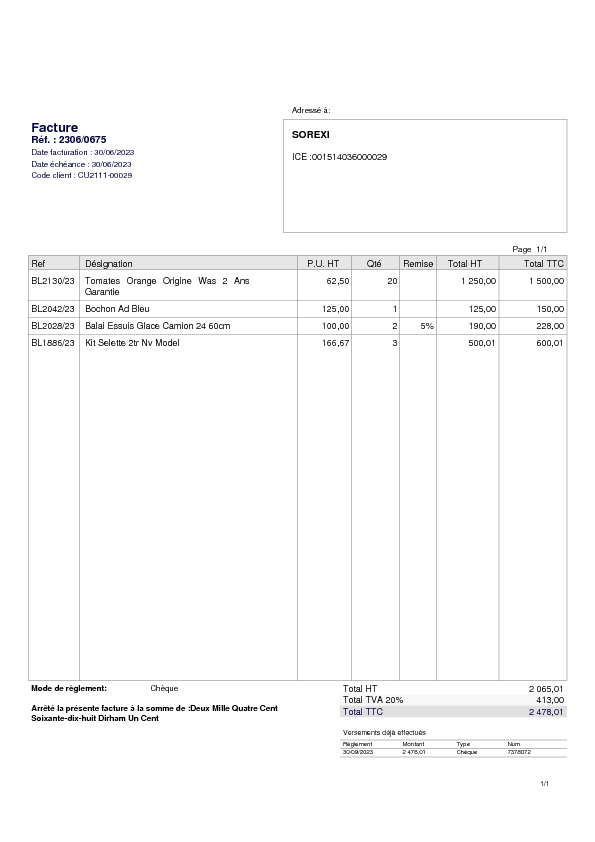 Adressé à:
Facture
Réf. : 2306/0675
Date facturation : 30/06/2023
Date échéance : 30/06/2023
Code client : CU2111-00029
SOREXI
ICE :001514036000029
Page 1/1
Ref Désignation P.U. HT Qté Remise Total HT Total TTC
BL2130/23 Tomates Orange Origine Was 2 Ans 62,50 20 1 250,00 1 500,00
Garantie
BL2042/23 Bochon Ad Bleu 125,00 1 125,00 150,00
BL2028/23 Balai Essuis Glace Camion 24 60cm 100,00 2 5% 190,00 228,00
BL1886/23 Kit Selette 2tr Nv Model 166,67 3 500,01 600,01
Mode de règlement: Chèque
Total HT 2 065,01
Total TVA 20% 413,00
Total TTC 2 478,01
Arrêté la présente facture à la somme de :Deux Mille Quatre Cent
Soixante-dix-huit Dirham Un Cent
Versements déjà effectués
Règlement Montant Type Num
30/09/2023 2 478,01 Chèque 7378072
1/1